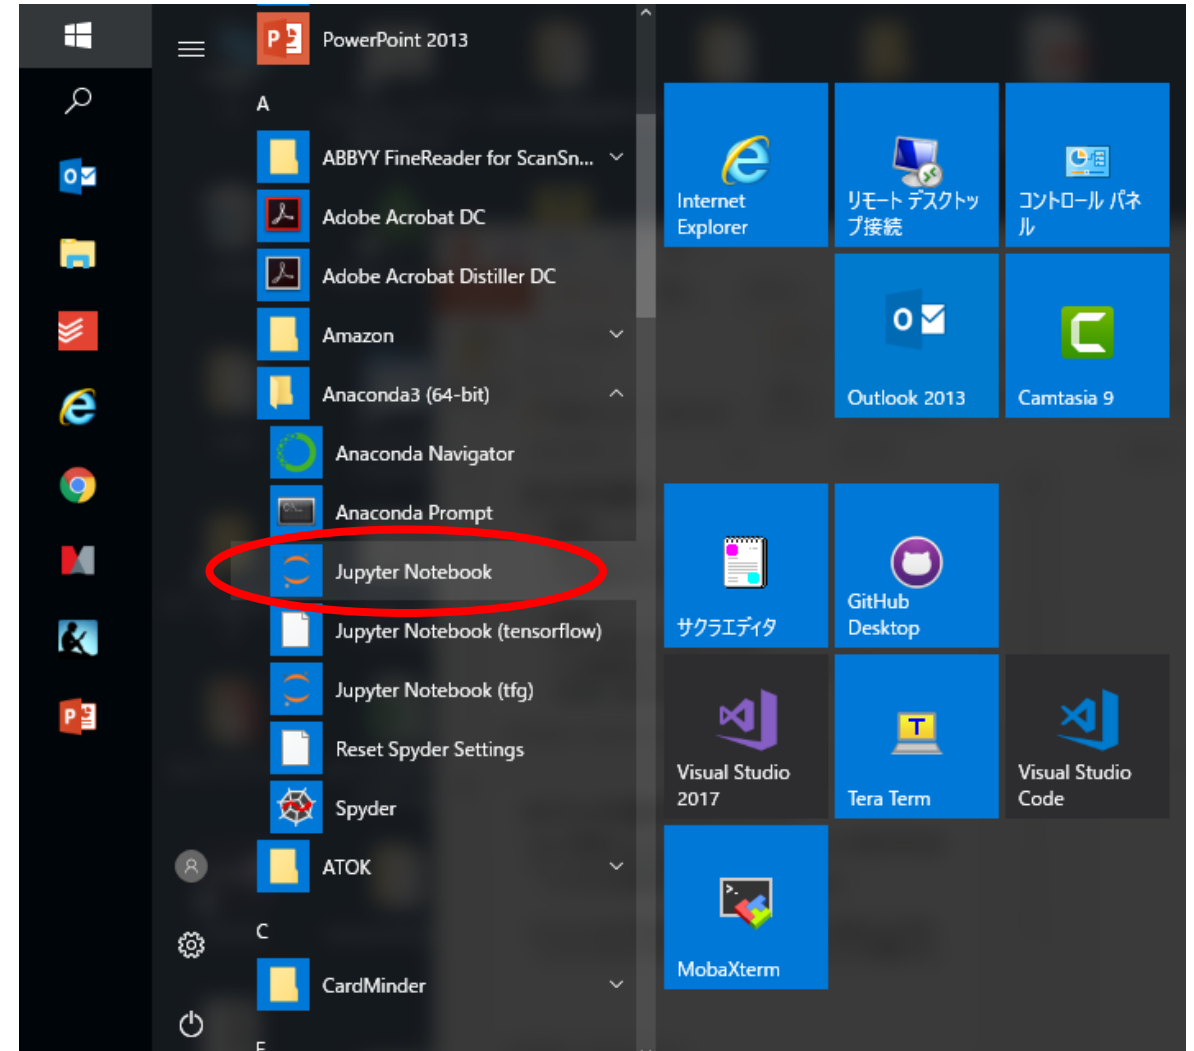 PowerPoint 2013
A
ABBYY FineReader for ScanSn...
Adobe Acrobat DC
Adobe Acrobat Distiller DC
Amazon
Anaconda3 (64-bit)
Anaconda Navigator
Anaconda Prompt
Jupyter Notebook
Jupyter Notebook (tensorflow)
Jupyter Notebook (tfg)
Reset Spyder Settings
Spyder
ATOK
C
CardMinder
Internet
Explorer
リモート デスクトッ
プ接続
コントロール パネ
ル
Outlook 2013
Camtasia 9
サクラエディタ
GitHub
Desktop
Visual Studio
2017
Tera Term
Visual Studio
Code
MobaXterm